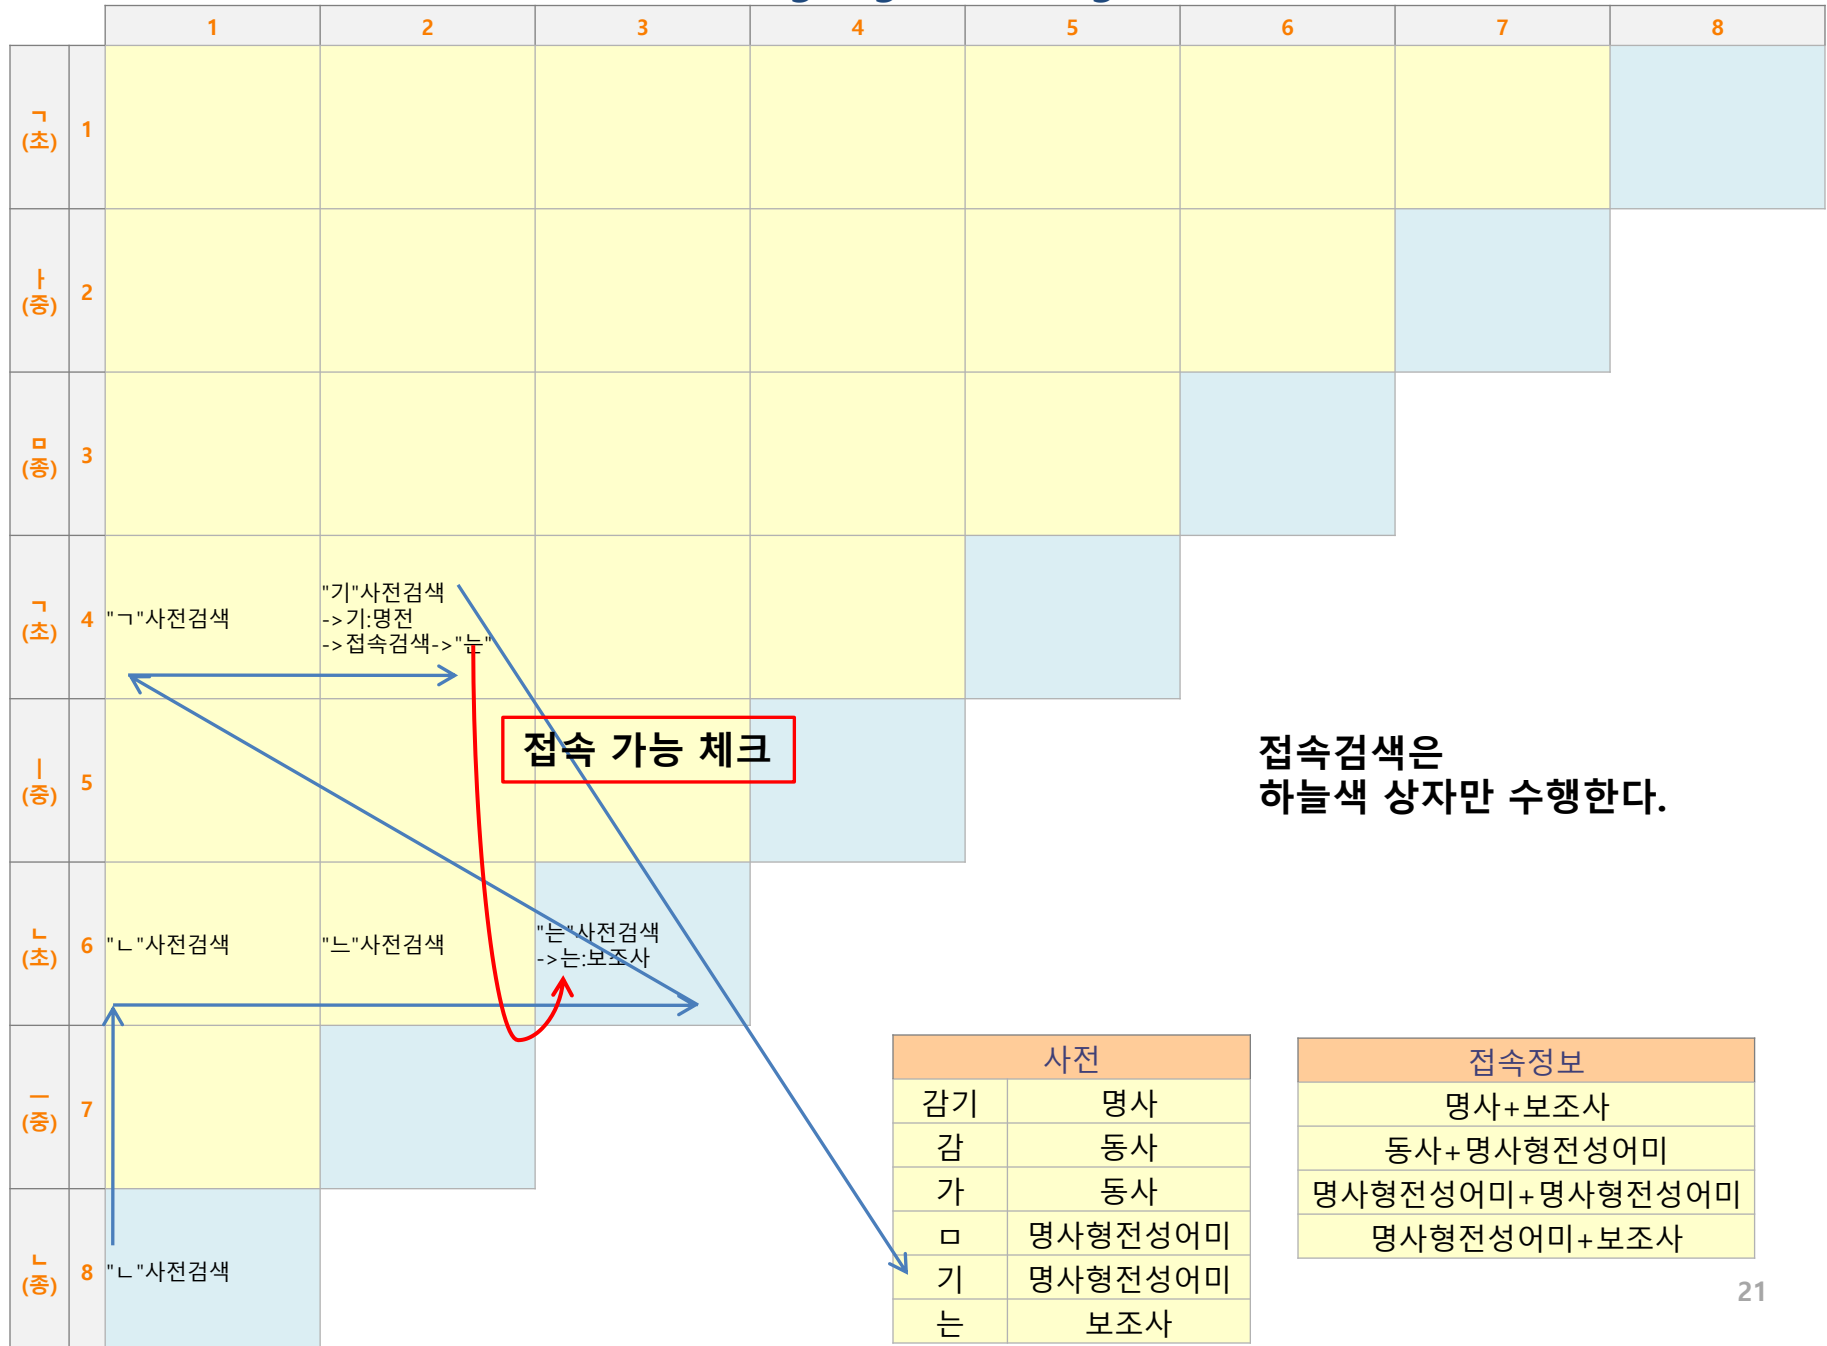 1 2 3 4 5 6 7 8
ㄱ
(초)
1
ㅏ
(중)
2
ㅁ
(종)
3
ㄱ
(초)
4
"ㄱ"사전검색
"기"사전검색
->기:명전
->접속검색->"는"
접속 가능 체크
ㅣ
(중)
5
접속검색은
하늘색 상자만 수행한다.
ㄴ
(초)
6
"ㄴ"사전검색
"느"사전검색
"는"사전검색
->는:보조사
ㅡ
(중)
7
ㄴ
(종)
8
"ㄴ"사전검색
사전
감기 명사
감 동사
가 동사
ㅁ 명사형전성어미
기 명사형전성어미
는 보조사
접속정보
명사+보조사
동사+명사형전성어미
명사형전성어미+명사형전성어미
명사형전성어미+보조사
21